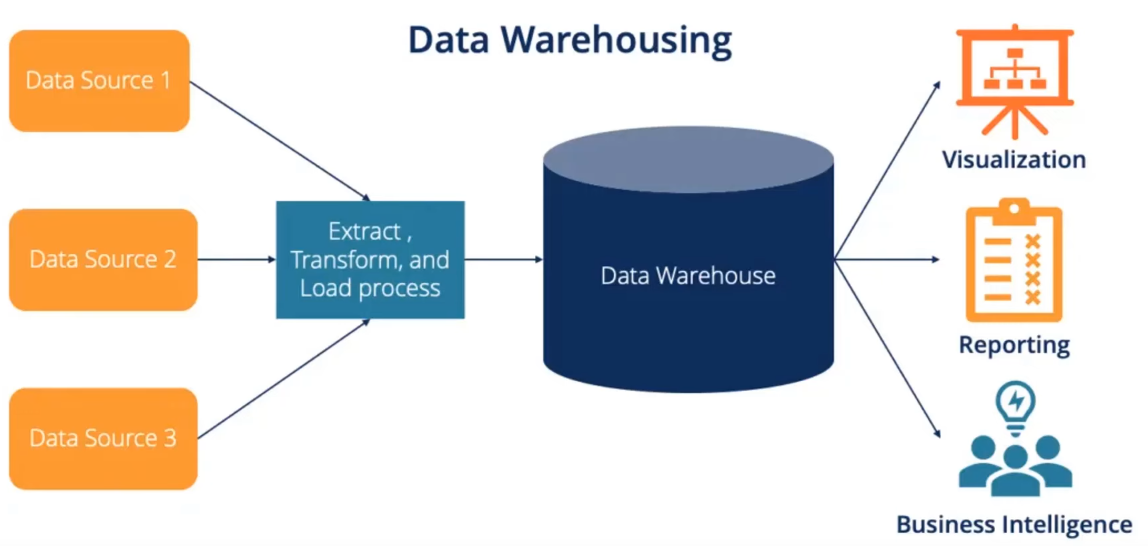 Data Warehousing
Data Source 1
Data Source 2
Data Source 3
Extract ,
Transform, and
Load process
Data Warehouse
Visualization
Reporting
Business Intelligence